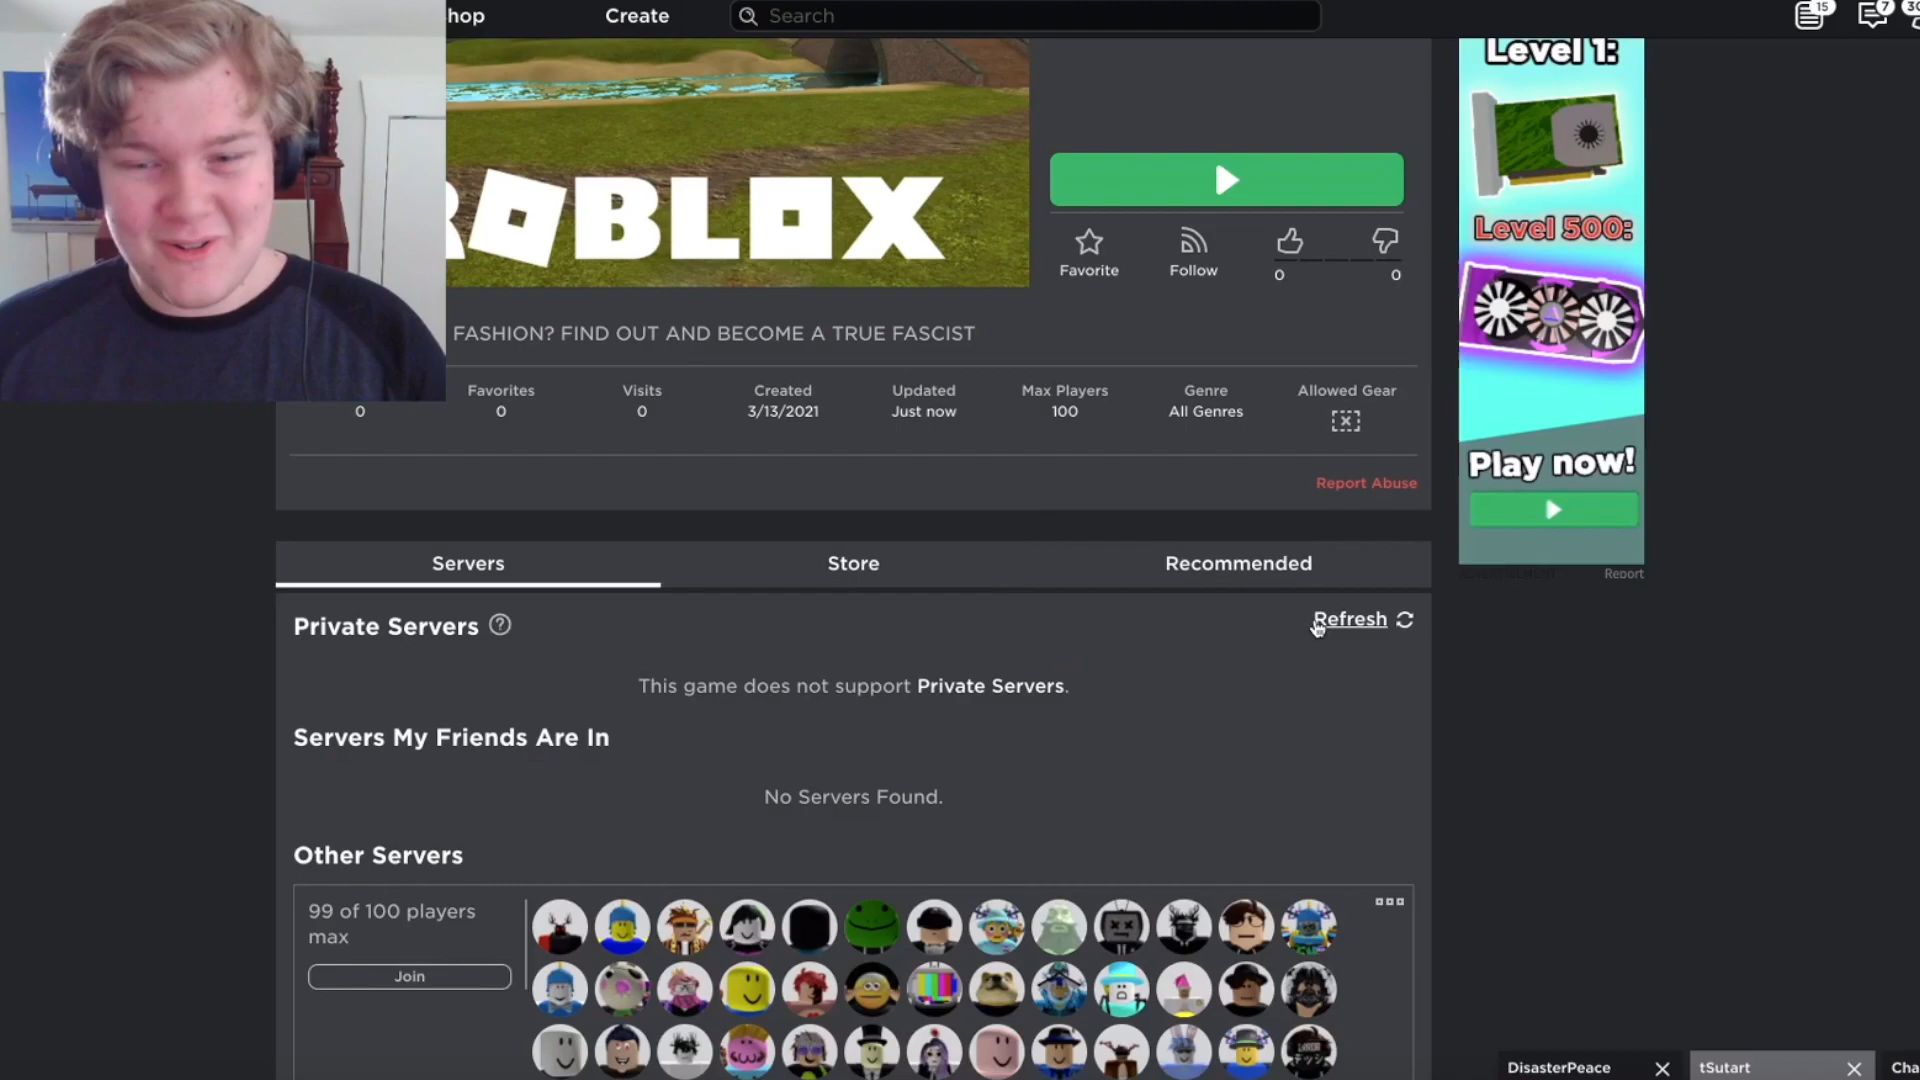 hop
Create
Search
15
7
30
ROBLOX
Favorite
Follow
0
0
FASHION? FIND OUT AND BECOME A TRUE FASCIST
0
Favorites
0
Visits
0
Created
3/13/2021
Updated
Just now
Max Players
100
Genre
All Genres
Allowed Gear
Report Abuse
Level 1:
Level 500:
Play now!
ADVERTISEMENT
Report
Servers
Store
Recommended
Private Servers
Refresh
This game does not support Private Servers.
Servers My Friends Are In
No Servers Found.
Other Servers
99 of 100 players
max
Join
DisasterPeace
tSutart
Cha